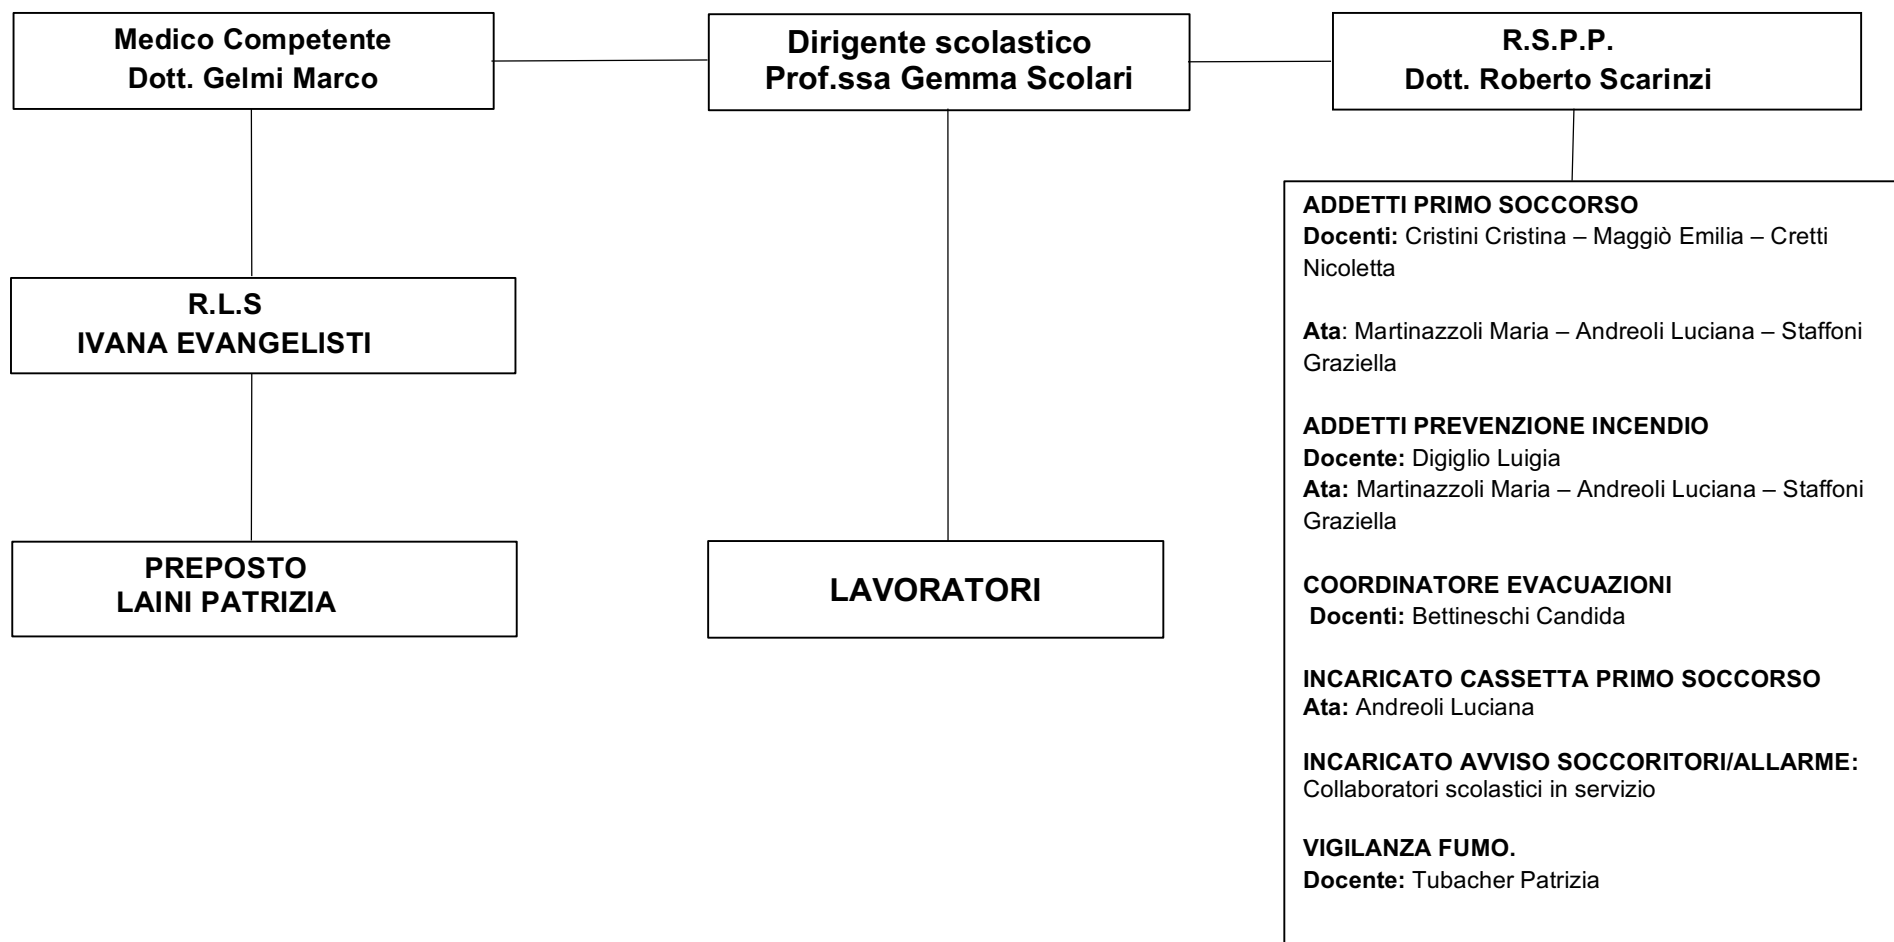 Medico Competente
Dott. Gelmi Marco
Dirigente scolastico
Prof.ssa Gemma Scolari
R.S.P.P.
Dott. Roberto Scarinzi
R.L.S
IVANA EVANGELISTI
PREPOSTO
LAINI PATRIZIA
LAVORATORI
ADDETTI PRIMO SOCCORSO
Docenti: Cristini Cristina – Maggiò Emilia – Cretti
Nicoletta
Ata: Martinazzoli Maria – Andreoli Luciana – Staffoni
Graziella
ADDETTI PREVENZIONE INCENDIO
Docente: Digiglio Luigia
Ata: Martinazzoli Maria – Andreoli Luciana – Staffoni
Graziella
COORDINATORE EVACUAZIONI
Docenti: Bettineschi Candida
INCARICATO CASSETTA PRIMO SOCCORSO
Ata: Andreoli Luciana
INCARICATO AVVISO SOCCORITORI/ALLARME:
Collaboratori scolastici in servizio
VIGILANZA FUMO.
Docente: Tubacher Patrizia